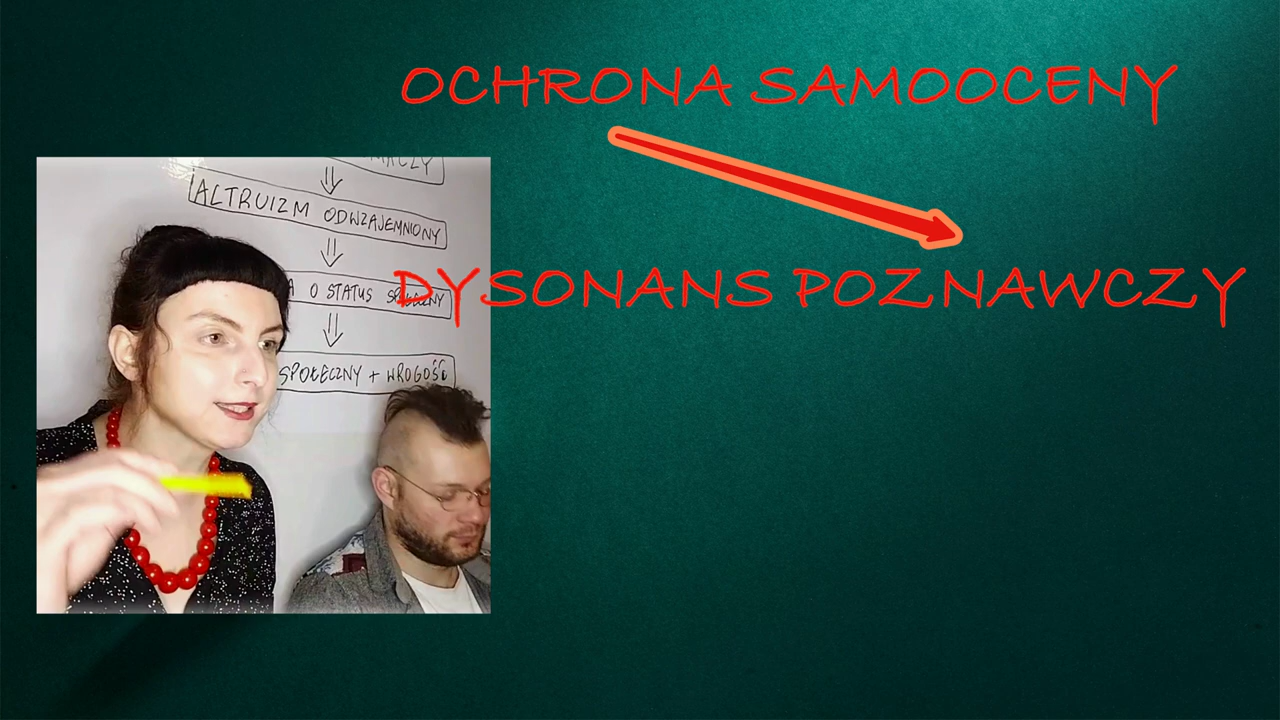 OCHRONA SAMOOCENY
DYSONANS POZNAWCZY
ALTRUIZM ODWZAJEMNIONY
A O STATUS SPOŁECZNY
SPOŁECZNY + WROGOŚĆ